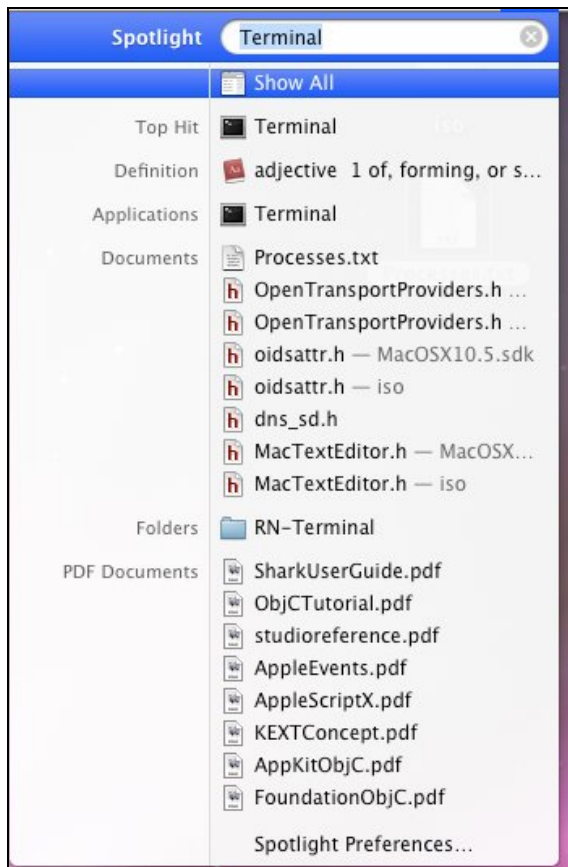 Spotlight Terminal
Show All
Top Hit Terminal
Definition adjective 1 of, forming, or s...
Applications Terminal
Documents Processes.txt
OpenTransportProviders.h ...
OpenTransportProviders.h ...
oidsattr.h — MacOSX10.5.sdk
oidsattr.h — iso
dns_sd.h
MacTextEditor.h — MacOSX...
MacTextEditor.h — iso
Folders RN-Terminal
PDF Documents SharkUserGuide.pdf
ObjCTutorial.pdf
studioreference.pdf
AppleEvents.pdf
AppleScriptX.pdf
KEXTConcept.pdf
AppKitObjC.pdf
FoundationObjC.pdf
Spotlight Preferences...